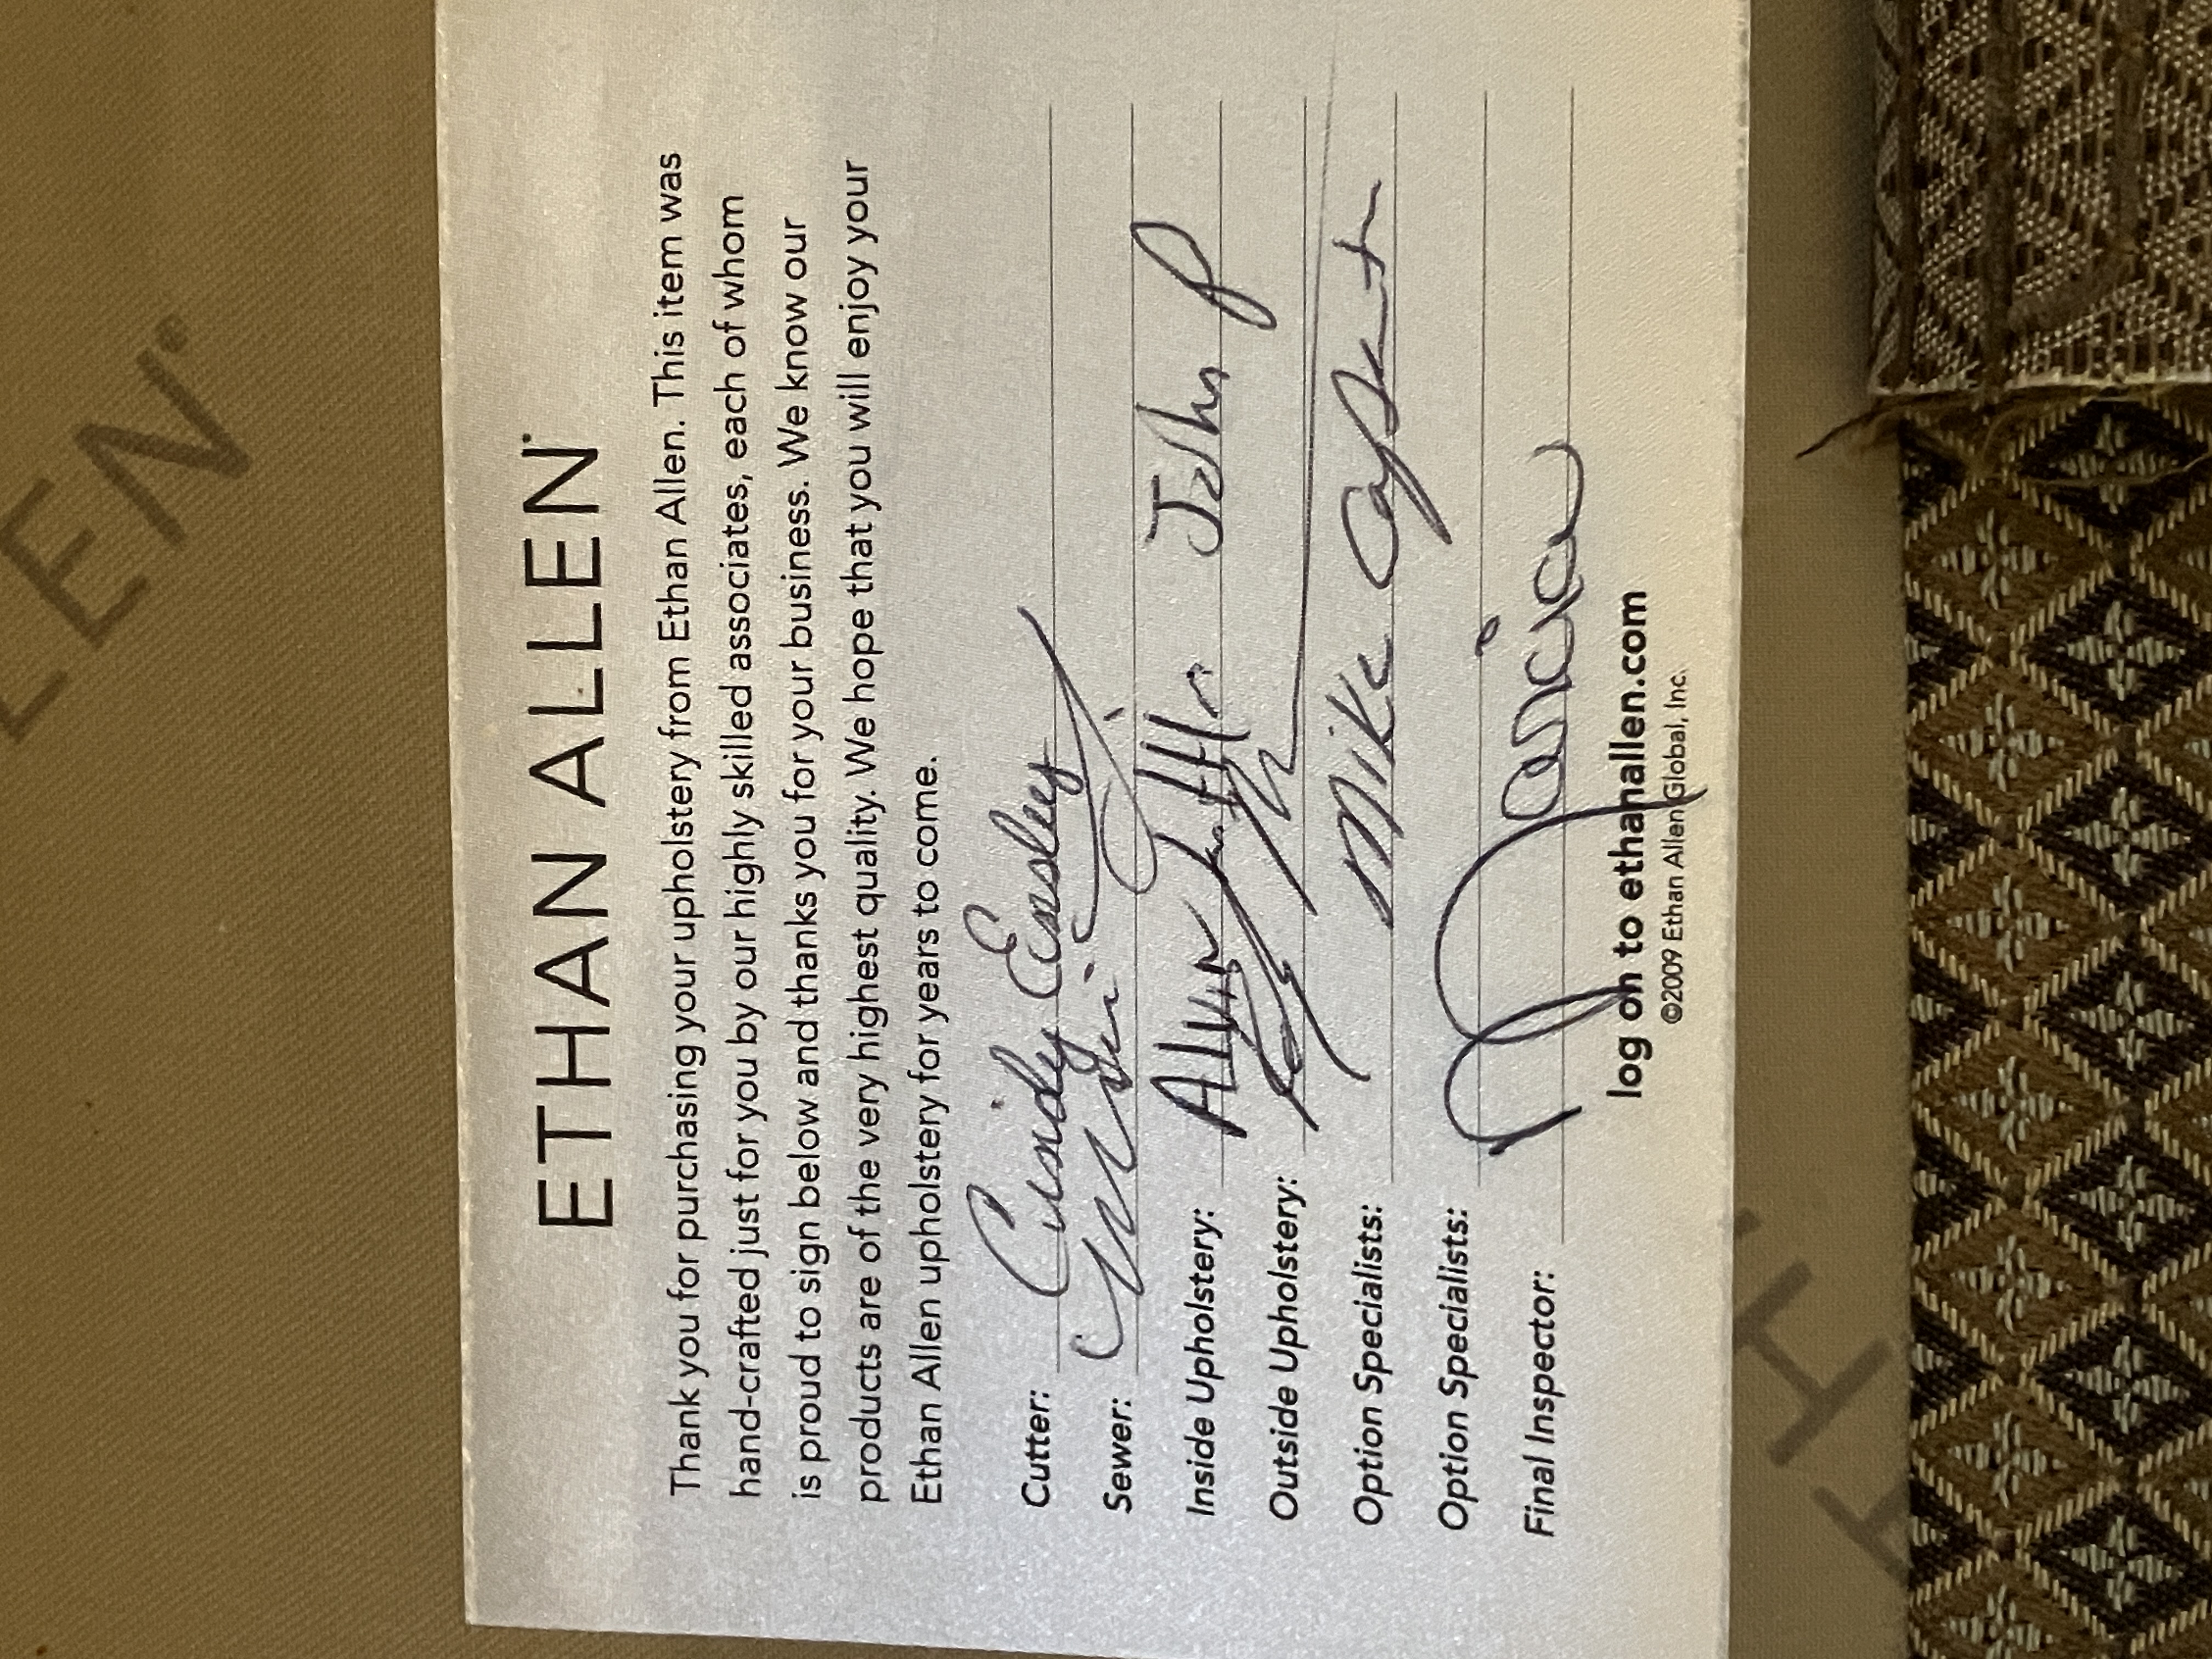 ETHAN ALLEN
Thank you for purchasing your upholstery from Ethan Allen. This item was
hand-crafted just for you by our highly skilled associates, each of whom
is proud to sign below and thanks you for your business. We know our
products are of the very highest quality. We hope that you will enjoy your
Ethan Allen upholstery for years to come.
Cutter: Cindy Ensley
Sewer:
Inside Upholstery: Alvin John P
Outside Upholstery:
Option Specialists: Mike
Option Specialists:
Final Inspector: Janice
log on to ethanallen.com
©2009 Ethan Allen Global, Inc.
LEN